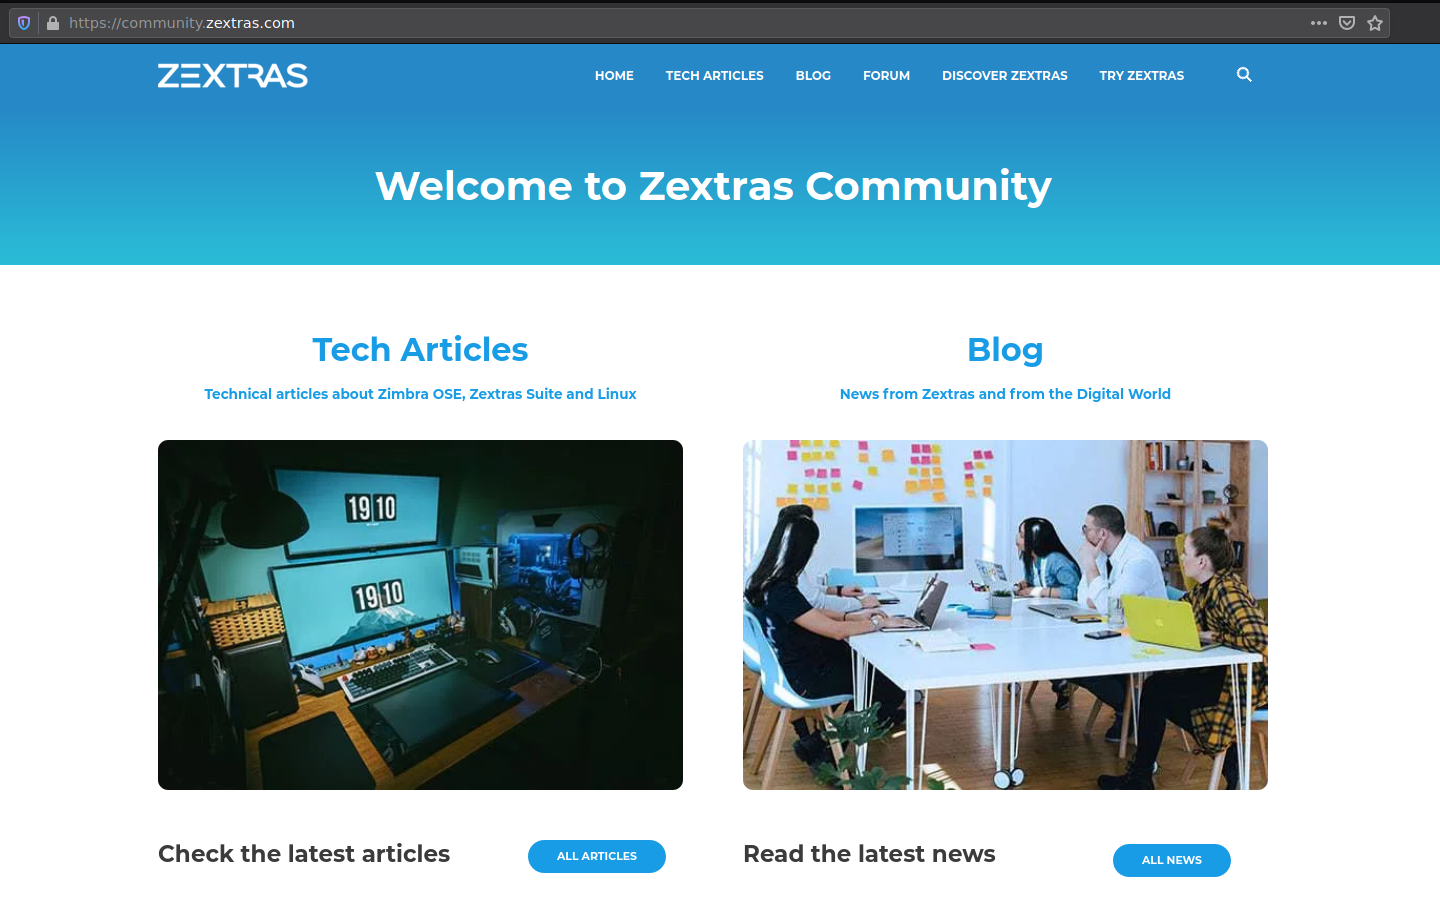 https://community.zextras.com
ZEXTRAS
HOME TECH ARTICLES BLOG FORUM DISCOVER ZEXTRAS TRY ZEXTRAS
Welcome to Zextras Community
Tech Articles
Technical articles about Zimbra OSE, Zextras Suite and Linux
19 10
19 10
Check the latest articles
ALL ARTICLES
Blog
News from Zextras and from the Digital World
Read the latest news
ALL NEWS